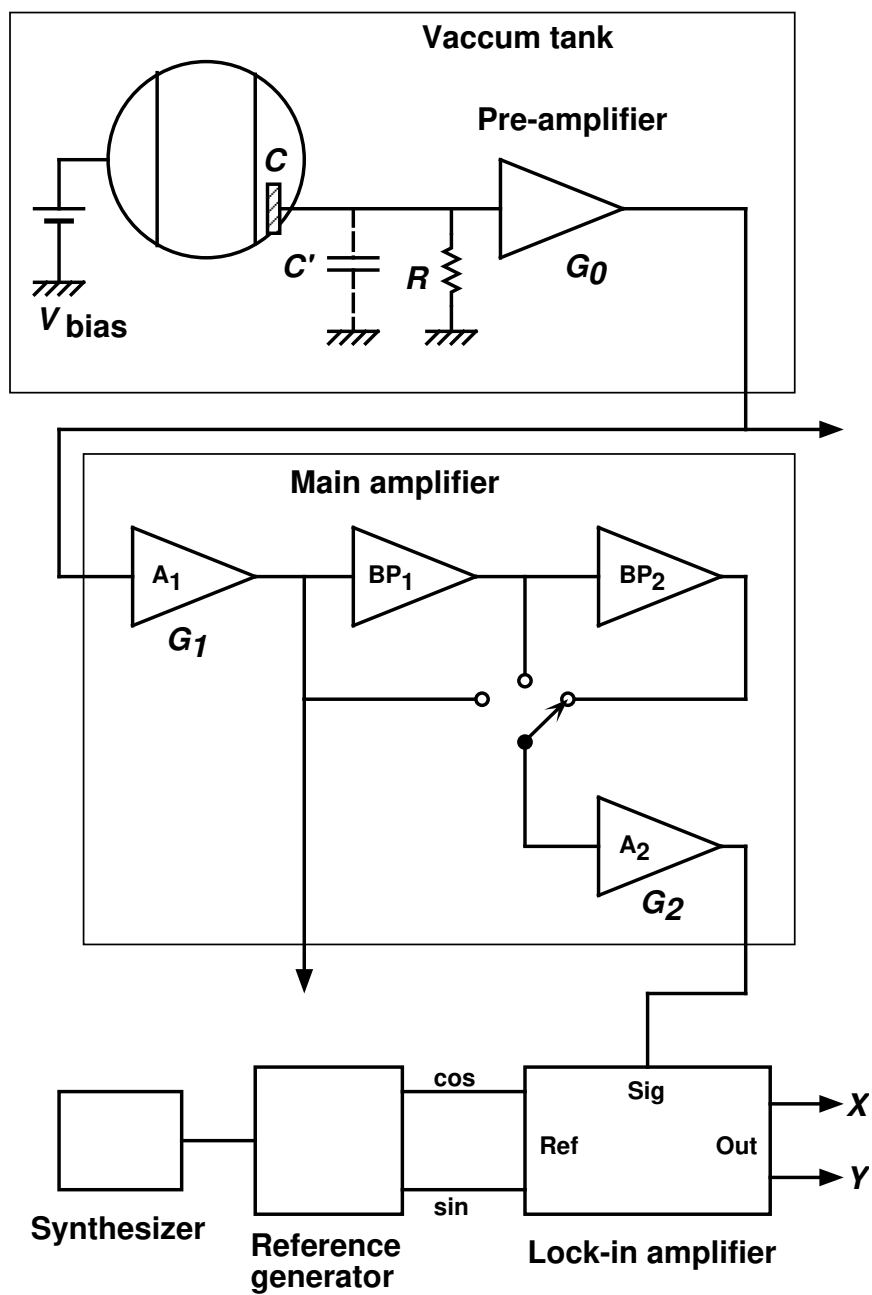 Vaccum tank
Pre-amplifier
C
C'
R
G0
V bias
Main amplifier
A1
BP1
BP2
G1
A2
G2
cos
Sig
X
Ref
Out
Y
sin
Synthesizer
Reference
generator
Lock-in amplifier